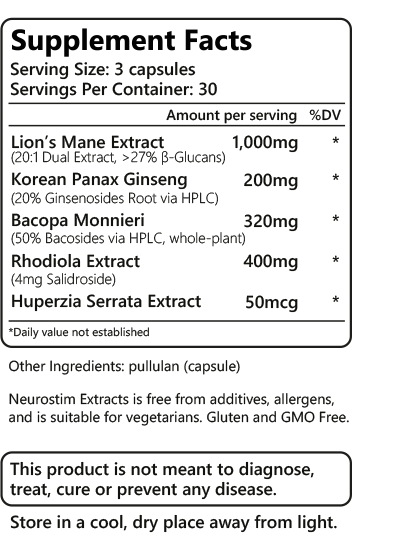 Supplement Facts
Serving Size: 3 capsules
Servings Per Container: 30
Amount per serving %DV
Lion's Mane Extract 1,000mg *
(20:1 Dual Extract, >27% β-Glucans)
Korean Panax Ginseng 200mg *
(20% Ginsenosides Root via HPLC)
Bacopa Monnieri 320mg *
(50% Bacosides via HPLC, whole-plant)
Rhodiola Extract 400mg *
(4mg Salidroside)
Huperzia Serrata Extract 50mcg *
*Daily value not established
Other Ingredients: pullulan (capsule)
Neurostim Extracts is free from additives, allergens,
and is suitable for vegetarians. Gluten and GMO Free.
This product is not meant to diagnose,
treat, cure or prevent any disease.
Store in a cool, dry place away from light.